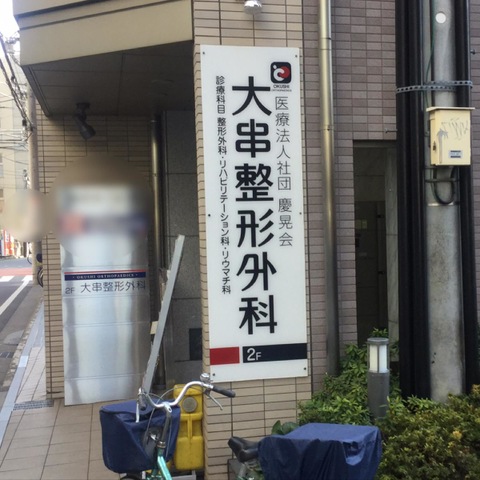 医療法人社団 慶晃会
大串整形外科
診療科目 整形外科・リハビリテーション科・リウマチ科
2F
OKUSHI ORTHOPAEDICS
2F 大串整形外科